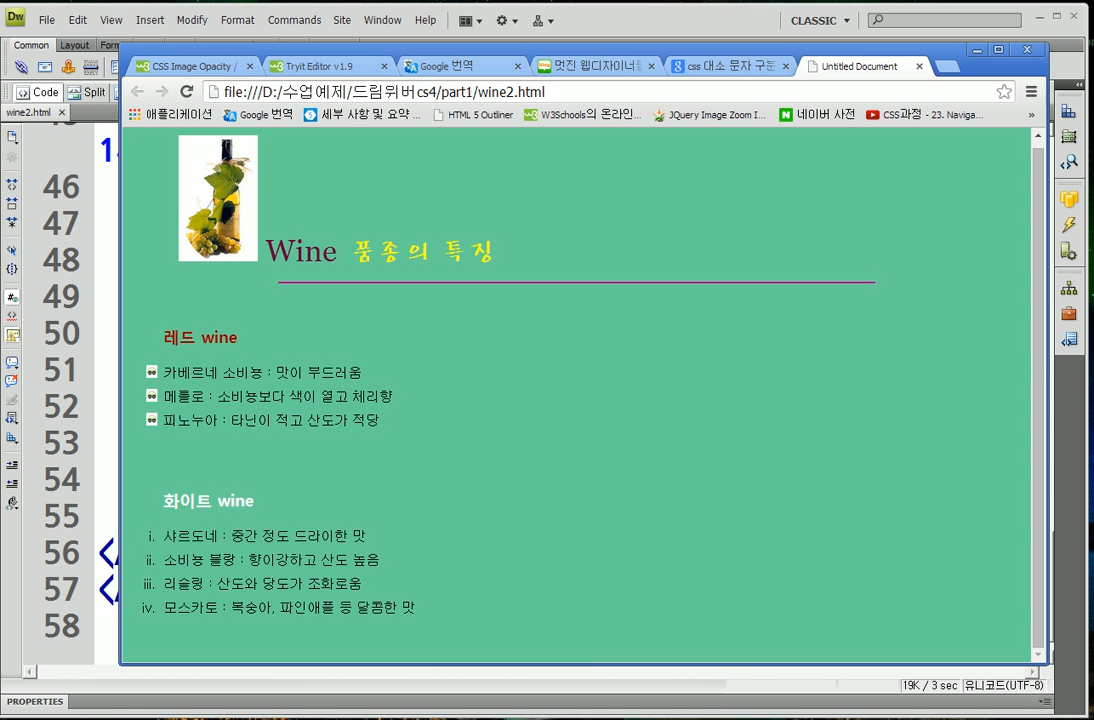 Dw File Edit View Insert Modify Format Commands Site Window Help CLASSIC
Common Layout Form
CSS Image Opacity / Tryit Editor v1.9 Google 번역 멋진 웹디자이너 css 대소 문자 구분 Untitled Document
Code Split
file:///D:/수업예제/드림위버cs4/part1/wine2.html
wine2.html
애플리케이션 Google 번역 세부 사항 및 요약 ... HTML 5 Outliner W3Schools의 온라인... JQuery Image Zoom I... 네이버 사전 CSS과정 - 23. Naviga... »
46
47
48
49
50
51
52
53
54
55
56
57
58
Wine 품종의 특징
레드 wine
카베르네 소비뇽 : 맛이 부드러움
메를로 : 소비뇽보다 색이 옅고 체리향
피노누아 : 타닌이 적고 산도가 적당
화이트 wine
i. 샤르도네 : 중간 정도 드라이한 맛
ii. 소비뇽 블랑 : 향이강하고 산도 높음
iii. 리슬링 : 산도와 당도가 조화로움
iv. 모스카토 : 복숭아, 파인애플 등 달콤한 맛
19K / 3 sec 유니코드(UTF-8)
PROPERTIES